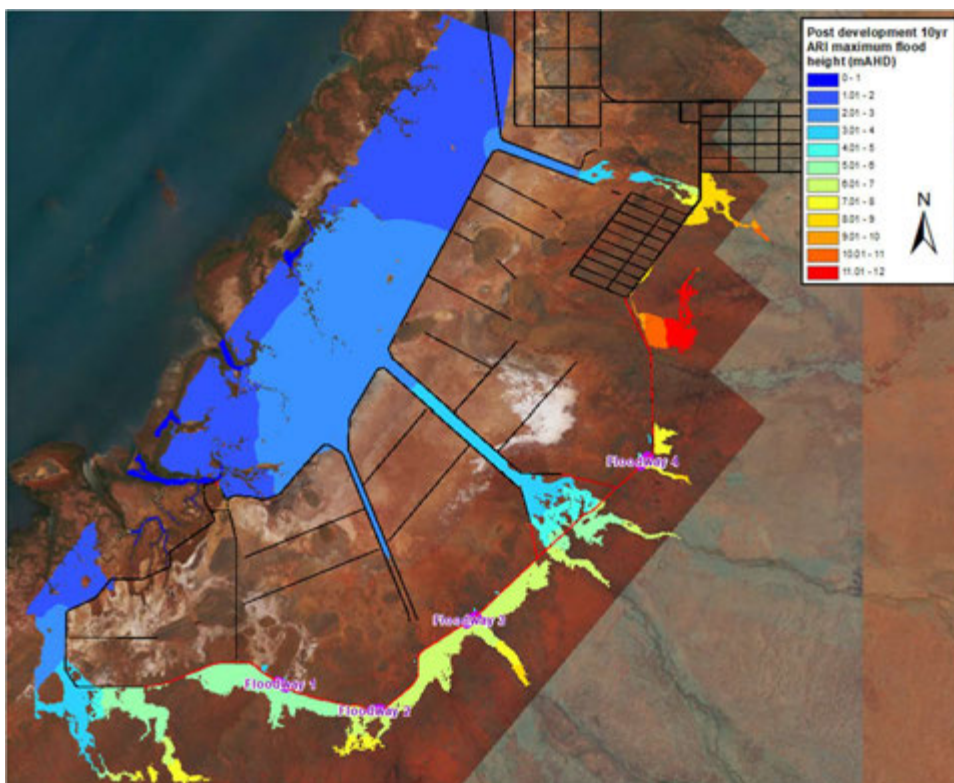 Post development 10yr
ARI maximum flood
height (mAHD)
0 - 1
1.01 - 2
2.01 - 3
3.01 - 4
4.01 - 5
5.01 - 6
6.01 - 7
7.01 - 8
8.01 - 9
9.01 - 10
10.01 - 11
11.01 - 12
N
Floodway 4
Floodway 3
Floodway 1
Floodway 2